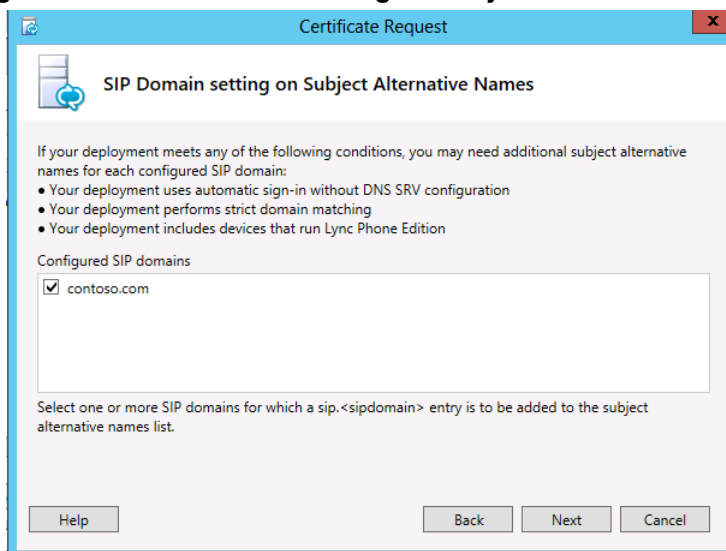 Certificate Request
x
SIP Domain setting on Subject Alternative Names
If your deployment meets any of the following conditions, you may need additional subject alternative
names for each configured SIP domain:
● Your deployment uses automatic sign-in without DNS SRV configuration
● Your deployment performs strict domain matching
● Your deployment includes devices that run Lync Phone Edition
Configured SIP domains
contoso.com
Select one or more SIP domains for which a sip.<sipdomain> entry is to be added to the subject
alternative names list.
Help
Back
Next
Cancel